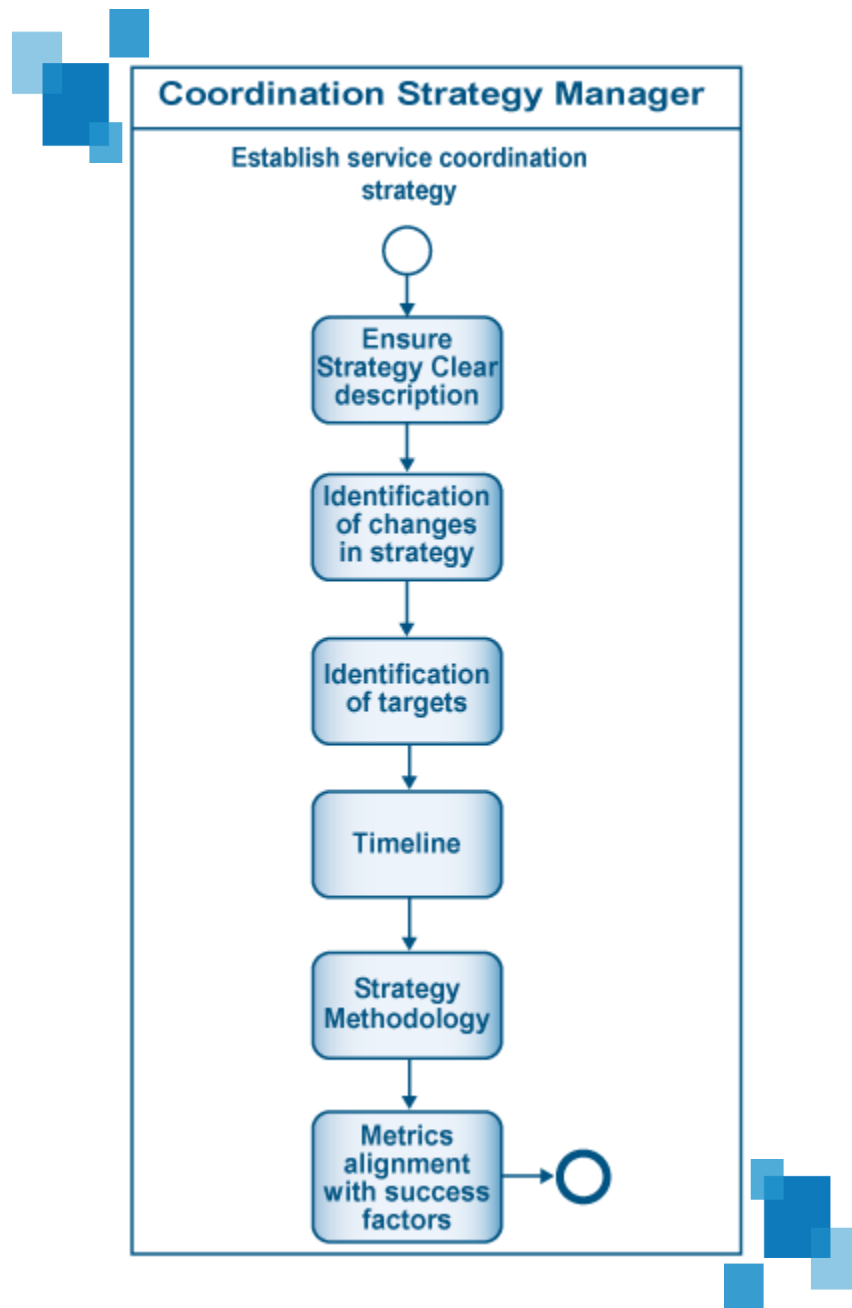 Coordination Strategy Manager
Establish service coordination
strategy
Ensure
Strategy Clear
description
Identification
of changes
in strategy
Identification
of targets
Timeline
Strategy
Methodology
Metrics
alignment
with success
factors